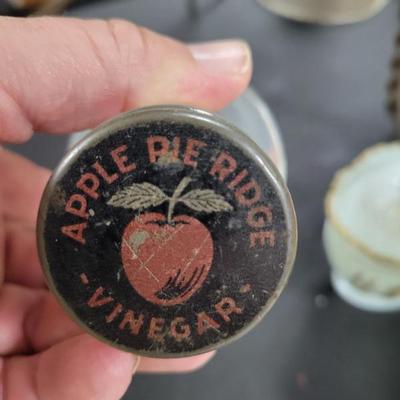 APPLE PIE RIDGE
- VINEGAR -